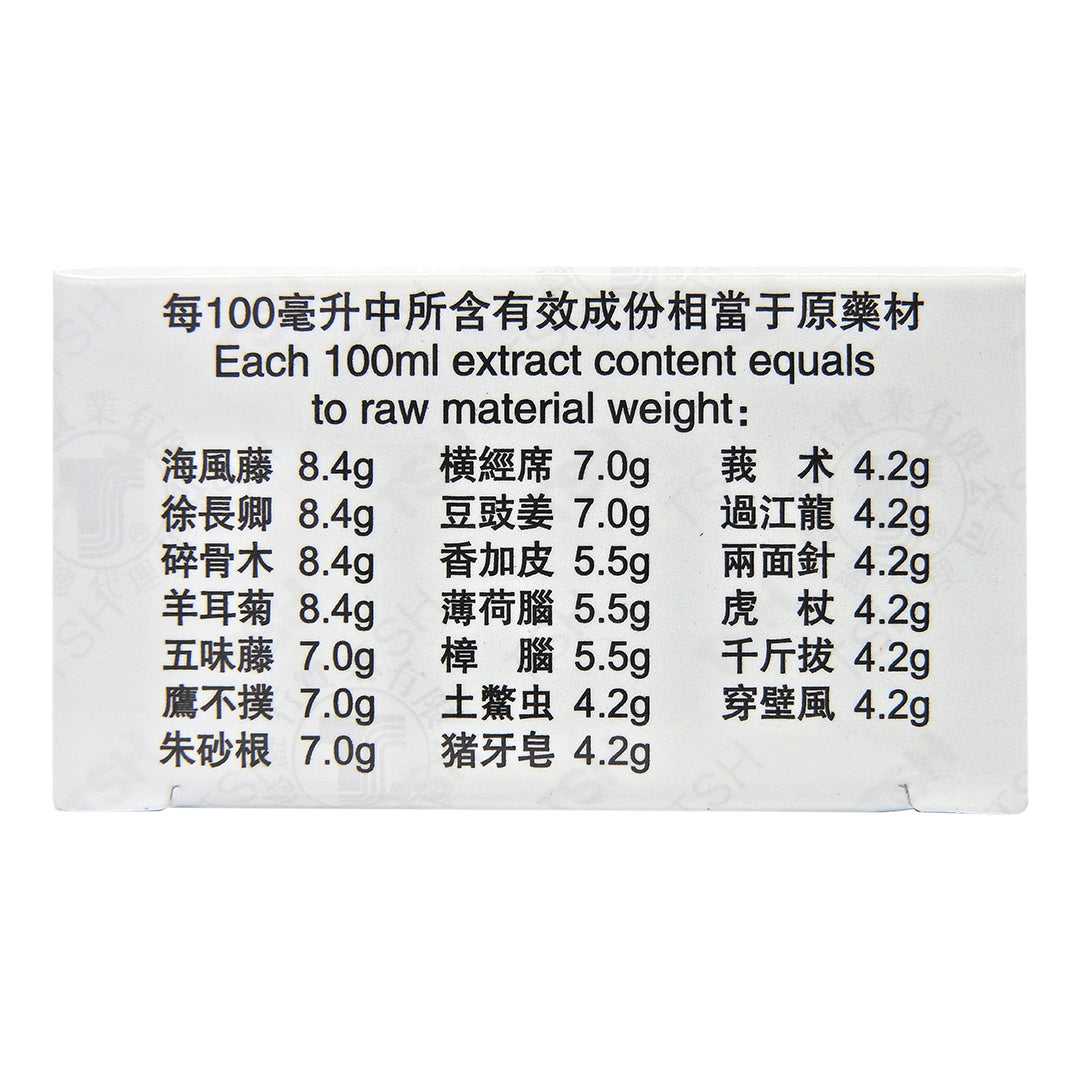 每100毫升中所含有效成份相當于原藥材
Each 100ml extract content equals
to raw material weight:
海風藤 8.4g 橫經席 7.0g 莪 术 4.2g
徐長卿 8.4g 豆豉姜 7.0g 過江龍 4.2g
碎骨木 8.4g 香加皮 5.5g 兩面針 4.2g
羊耳菊 8.4g 薄荷腦 5.5g 虎 杖 4.2g
五味藤 7.0g 樟 腦 5.5g 千斤拔 4.2g
鷹不撲 7.0g 土鱉虫 4.2g 穿壁風 4.2g
朱砂根 7.0g 猪牙皂 4.2g